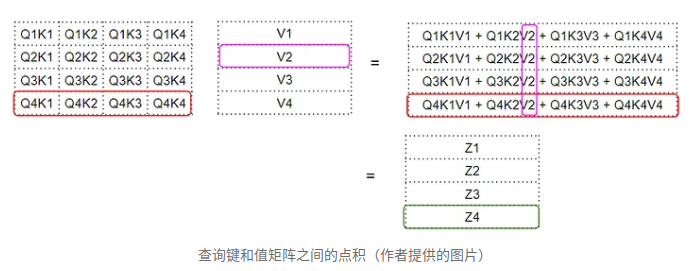 Q1K1 Q1K2 Q1K3 Q1K4
Q2K1 Q2K2 Q2K3 Q2K4
Q3K1 Q3K2 Q3K3 Q3K4
Q4K1 Q4K2 Q4K3 Q4K4
V1
V2
V3
V4
=
Q1K1V1 + Q1K2V2 + Q1K3V3 + Q1K4V4
Q2K1V1 + Q2K2V2 + Q2K3V3 + Q2K4V4
Q3K1V1 + Q3K2V2 + Q3K3V3 + Q3K4V4
Q4K1V1 + Q4K2V2 + Q4K3V3 + Q4K4V4
=
Z1
Z2
Z3
Z4
查询键和值矩阵之间的点积（作者提供的图片）